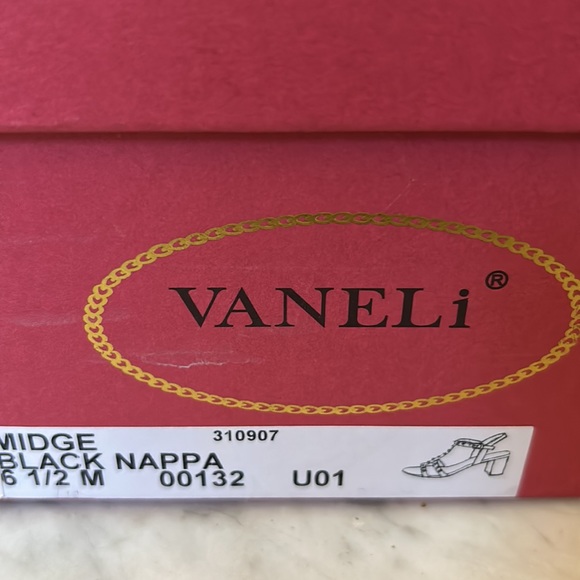 VANELi®
MIDGE 310907
BLACK NAPPA
6 1/2 M 00132 U01